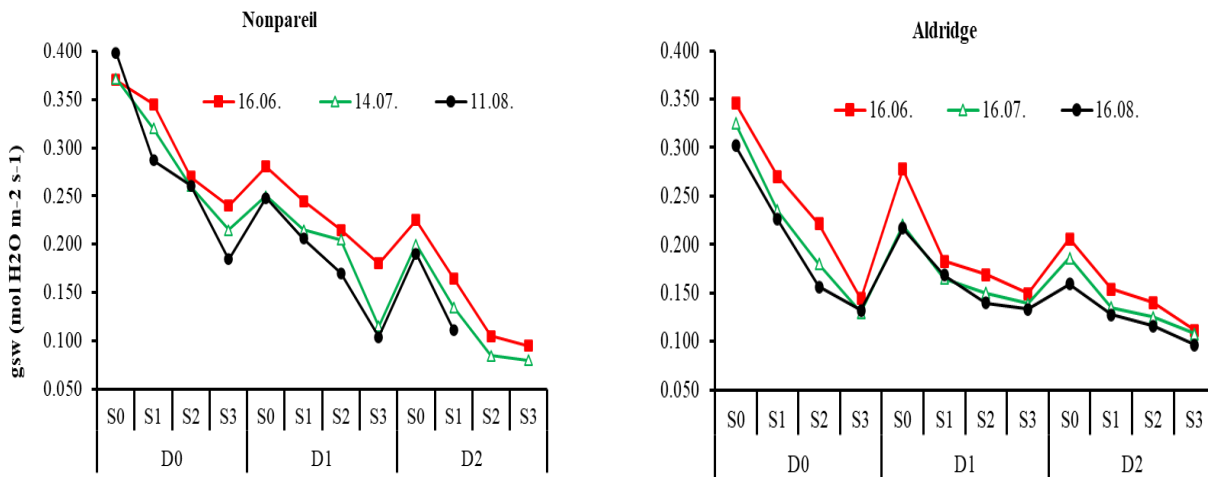 Nonpareil
gsw (mol H2O m-2 s-1)
0.400
0.350
0.300
0.250
0.200
0.150
0.100
0.050
16.06. 14.07. 11.08.
S0 S1 S2 S3 S0 S1 S2 S3 S0 S1 S2 S3
D0 D1 D2
Aldridge
0.400
0.350
0.300
0.250
0.200
0.150
0.100
0.050
16.06. 16.07. 16.08.
S0 S1 S2 S3 S0 S1 S2 S3 S0 S1 S2 S3
D0 D1 D2